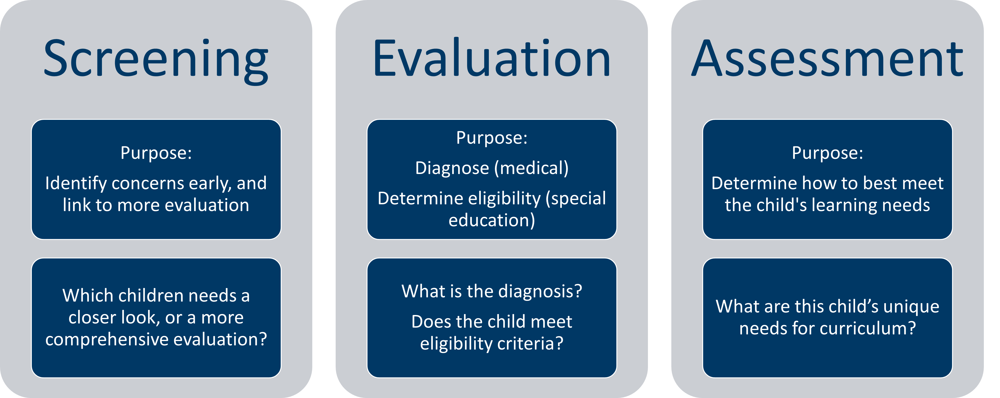 Screening
Purpose:
Identify concerns early, and
link to more evaluation
Which children needs a
closer look, or a more
comprehensive evaluation?
Evaluation
Purpose:
Diagnose (medical)
Determine eligibility (special
education)
What is the diagnosis?
Does the child meet
eligibility criteria?
Assessment
Purpose:
Determine how to best meet
the child's learning needs
What are this child’s unique
needs for curriculum?